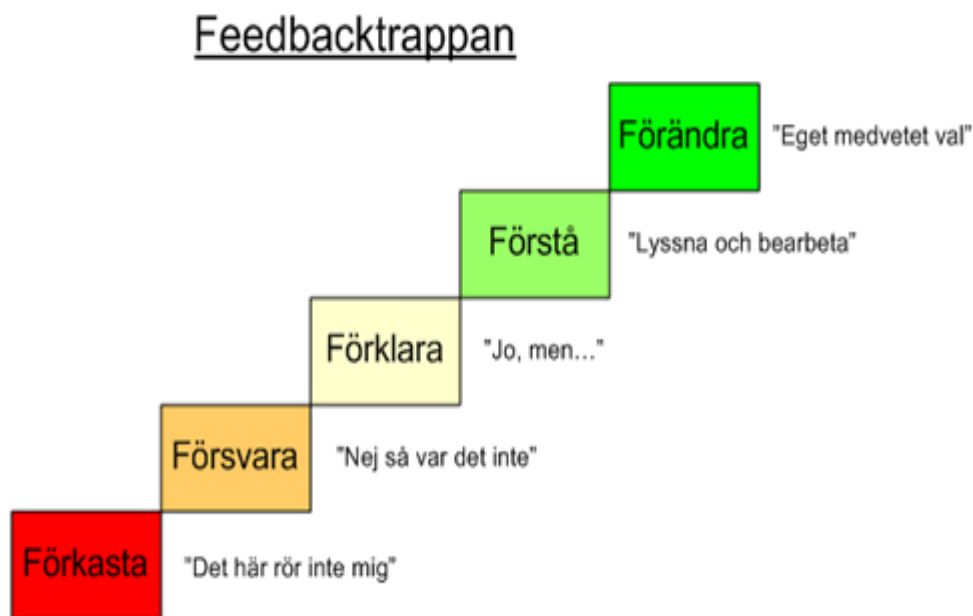 Feedbacktrappan
Förändra "Eget medvetet val"
Förstå "Lyssna och bearbeta"
Förklara "Jo, men…"
Försvara "Nej så var det inte"
Förkasta "Det här rör inte mig"